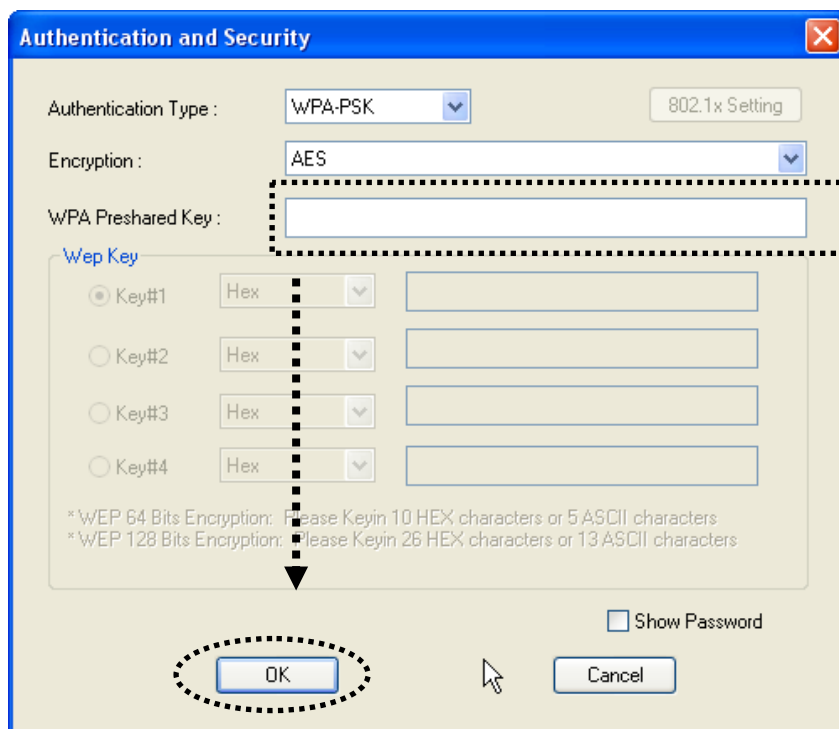 Authentication and Security
Authentication Type : WPA-PSK 802.1x Setting
Encryption : AES
WPA Preshared Key :
Wep Key
Key#1 Hex
Key#2 Hex
Key#3 Hex
Key#4 Hex
* WEP 64 Bits Encryption: Please Keyin 10 HEX characters or 5 ASCII characters
* WEP 128 Bits Encryption: Please Keyin 26 HEX characters or 13 ASCII characters
Show Password
OK Cancel